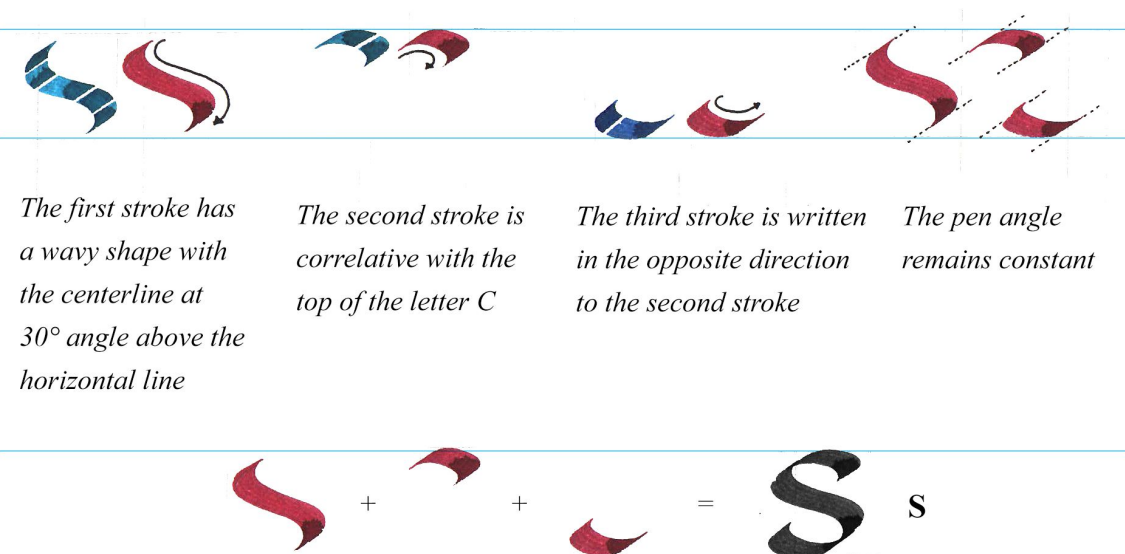 The first stroke has
a wavy shape with
the centerline at
30° angle above the
horizontal line
The second stroke is
correlative with the
top of the letter C
The third stroke is written
in the opposite direction
to the second stroke
The pen angle
remains constant
+ + = S s